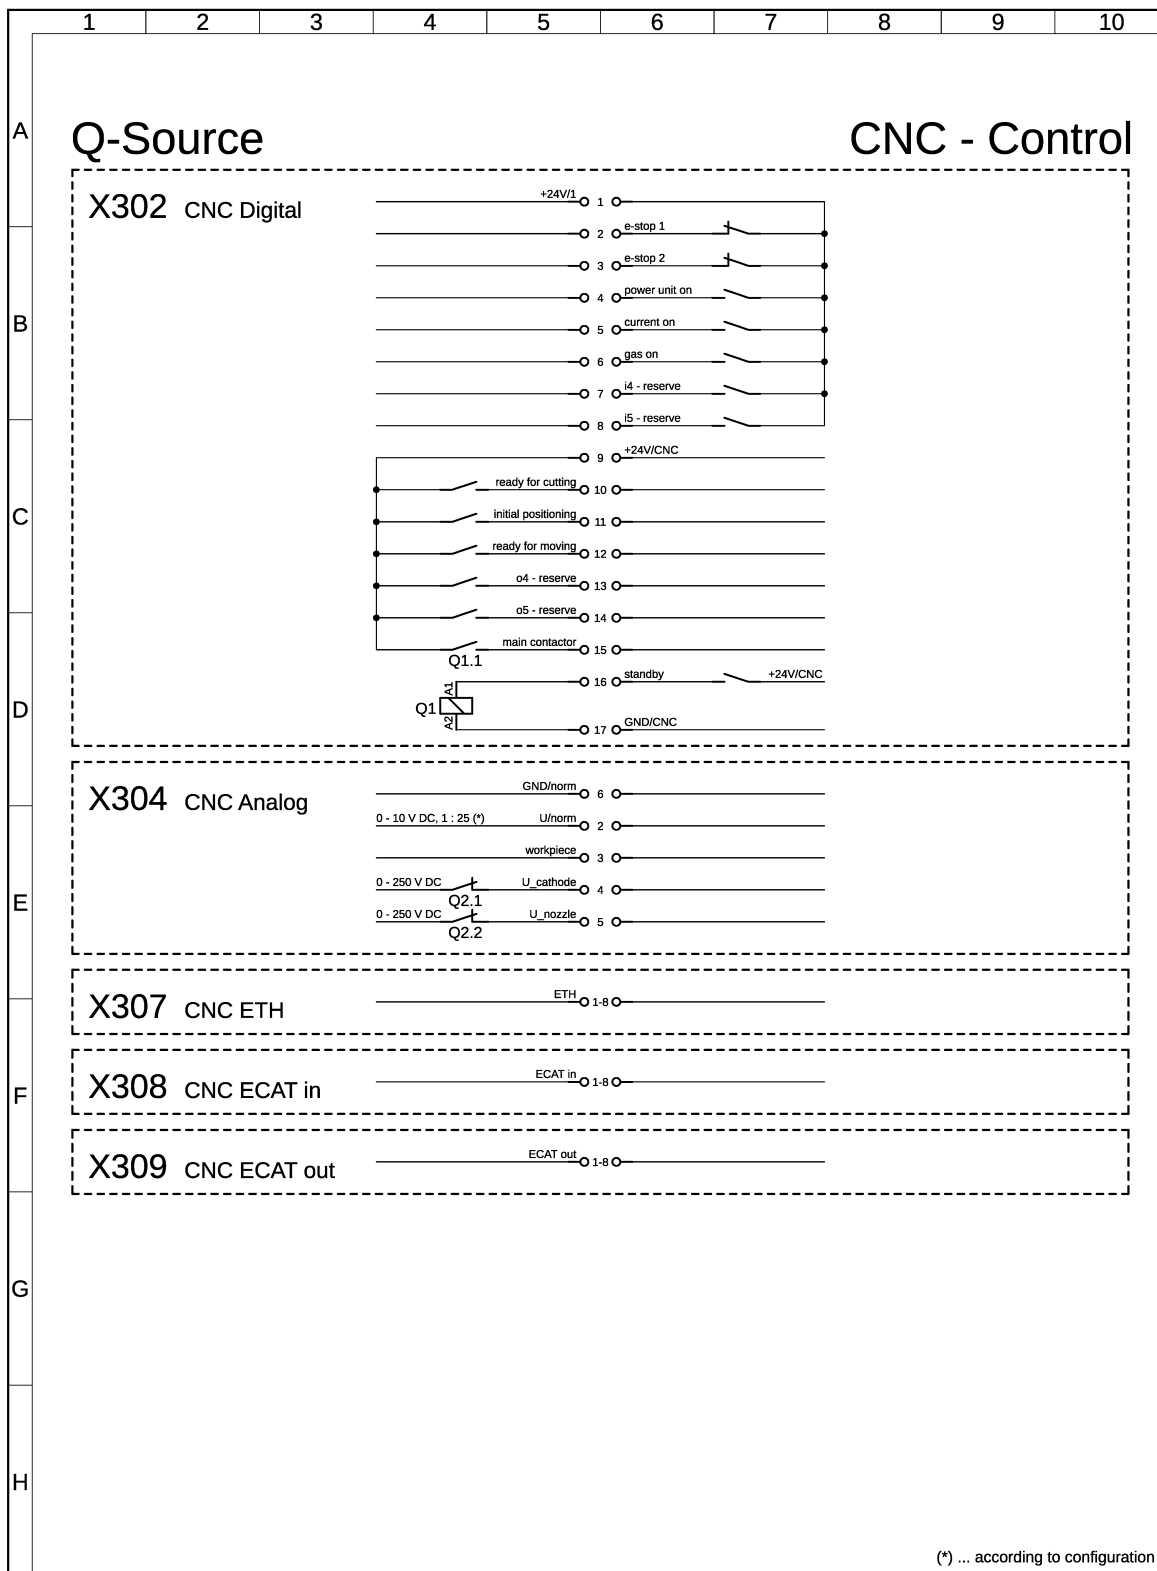 1 2 3 4 5 6 7 8 9 10
A
Q-Source CNC - Control
X302 CNC Digital
+24V/1 1
2 e-stop 1
3 e-stop 2
B
4 power unit on
5 current on
6 gas on
7 i4 - reserve
8 i5 - reserve
9 +24V/CNC
ready for cutting 10
C
initial positioning 11
ready for moving 12
o4 - reserve 13
o5 - reserve 14
main contactor 15
Q1.1
16 standby +24V/CNC
A1
D
Q1
A2
17 GND/CNC
X304 CNC Analog
GND/norm 6
0 - 10 V DC, 1 : 25 (*) U/norm 2
workpiece 3
0 - 250 V DC U_cathode 4
E
Q2.1
0 - 250 V DC U_nozzle 5
Q2.2
X307 CNC ETH
ETH 1-8
X308 CNC ECAT in
ECAT in 1-8
F
X309 CNC ECAT out
ECAT out 1-8
G
H
(*) ... according to configuration